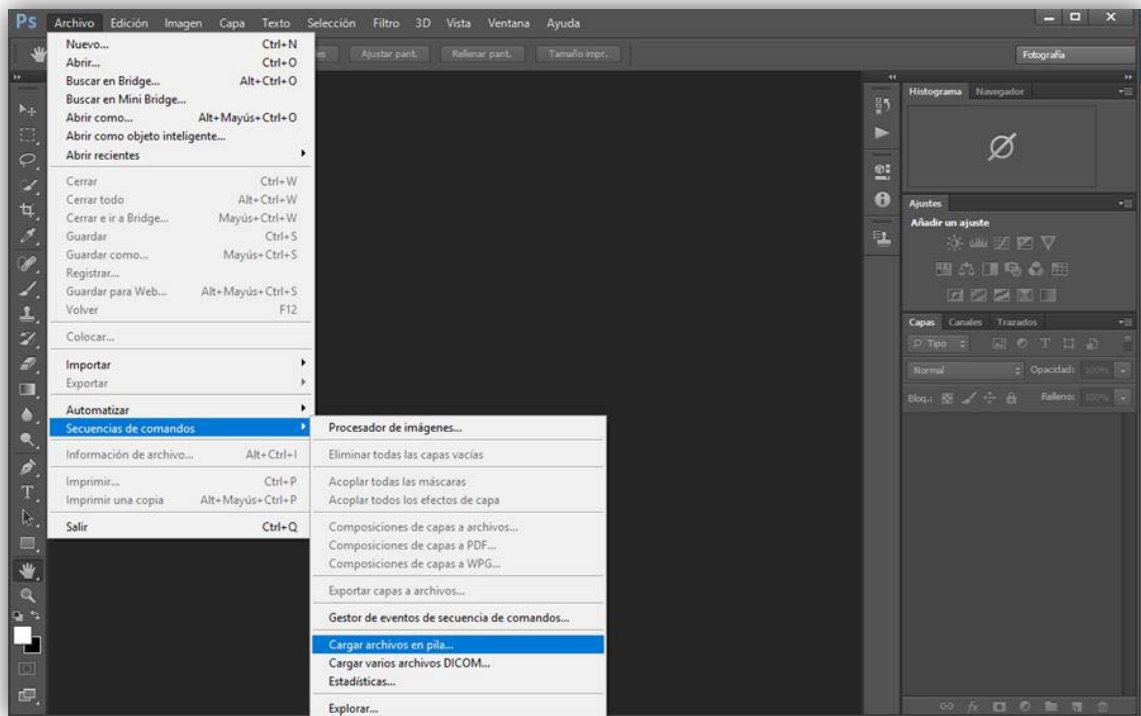 Ps Archivo Edición Imagen Capa Texto Selección Filtro 3D Vista Ventana Ayuda
Ajustar pant. Rellenar pant. Tamaño impr. Fotografía
Nuevo... Ctrl+N
Abrir... Ctrl+O
Buscar en Bridge... Alt+Ctrl+O
Buscar en Mini Bridge...
Abrir como... Alt+Mayús+Ctrl+O
Abrir como objeto inteligente...
Abrir recientes
Cerrar Ctrl+W
Cerrar todo Alt+Ctrl+W
Cerrar e ir a Bridge... Mayús+Ctrl+W
Guardar Ctrl+S
Guardar como... Mayús+Ctrl+S
Registrar...
Guardar para Web... Alt+Mayús+Ctrl+S
Volver F12
Colocar...
Importar
Exportar
Automatizar
Secuencias de comandos
Información de archivo... Alt+Ctrl+I
Imprimir... Ctrl+P
Imprimir una copia Alt+Mayús+Ctrl+P
Salir Ctrl+Q
Procesador de imágenes...
Eliminar todas las capas vacías
Acoplar todas las máscaras
Acoplar todos los efectos de capa
Composiciones de capas a archivos...
Composiciones de capas a PDF...
Composiciones de capas a WPG...
Exportar capas a archivos...
Gestor de eventos de secuencia de comandos...
Cargar archivos en pila...
Cargar varios archivos DICOM...
Estadísticas...
Explorar...
Histograma Navegador
Ajustes
Añadir un ajuste
Capas Canales Trazados
Tipo
Normal Opacidad: 100%
Bloq.: Relleno: 100%